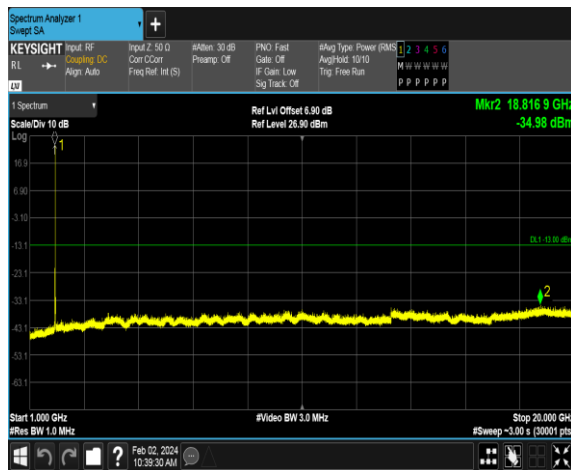 Spectrum Analyzer 1
Swept SA
KEYSIGHT
RL
LXI
Input: RF
Coupling: DC
Align: Auto
Input Z: 50 Ω
Corr CCorr
Freq Ref: Int (S)
#Atten: 30 dB
Preamp: Off
PNO: Fast
Gate: Off
IF Gain: Low
Sig Track: Off
#Avg Type: Power (RMS
Avg|Hold: 10/10
Trig: Free Run
1 2 3 4 5 6
M W W W W W
P P P P P P
1 Spectrum
Scale/Div 10 dB
Ref Lvl Offset 6.90 dB
Ref Level 26.90 dBm
Mkr2 18.816 9 GHz
-34.98 dBm
Log
1
16.9
6.90
-3.10
DL1 -13.00 dBm
-13.1
-23.1
2
-33.1
-43.1
-53.1
-63.1
Start 1.000 GHz
#Res BW 1.0 MHz
#Video BW 3.0 MHz
Stop 20.000 GHz
#Sweep ~3.00 s (30001 pts
?
Feb 02, 2024
10:39:30 AM